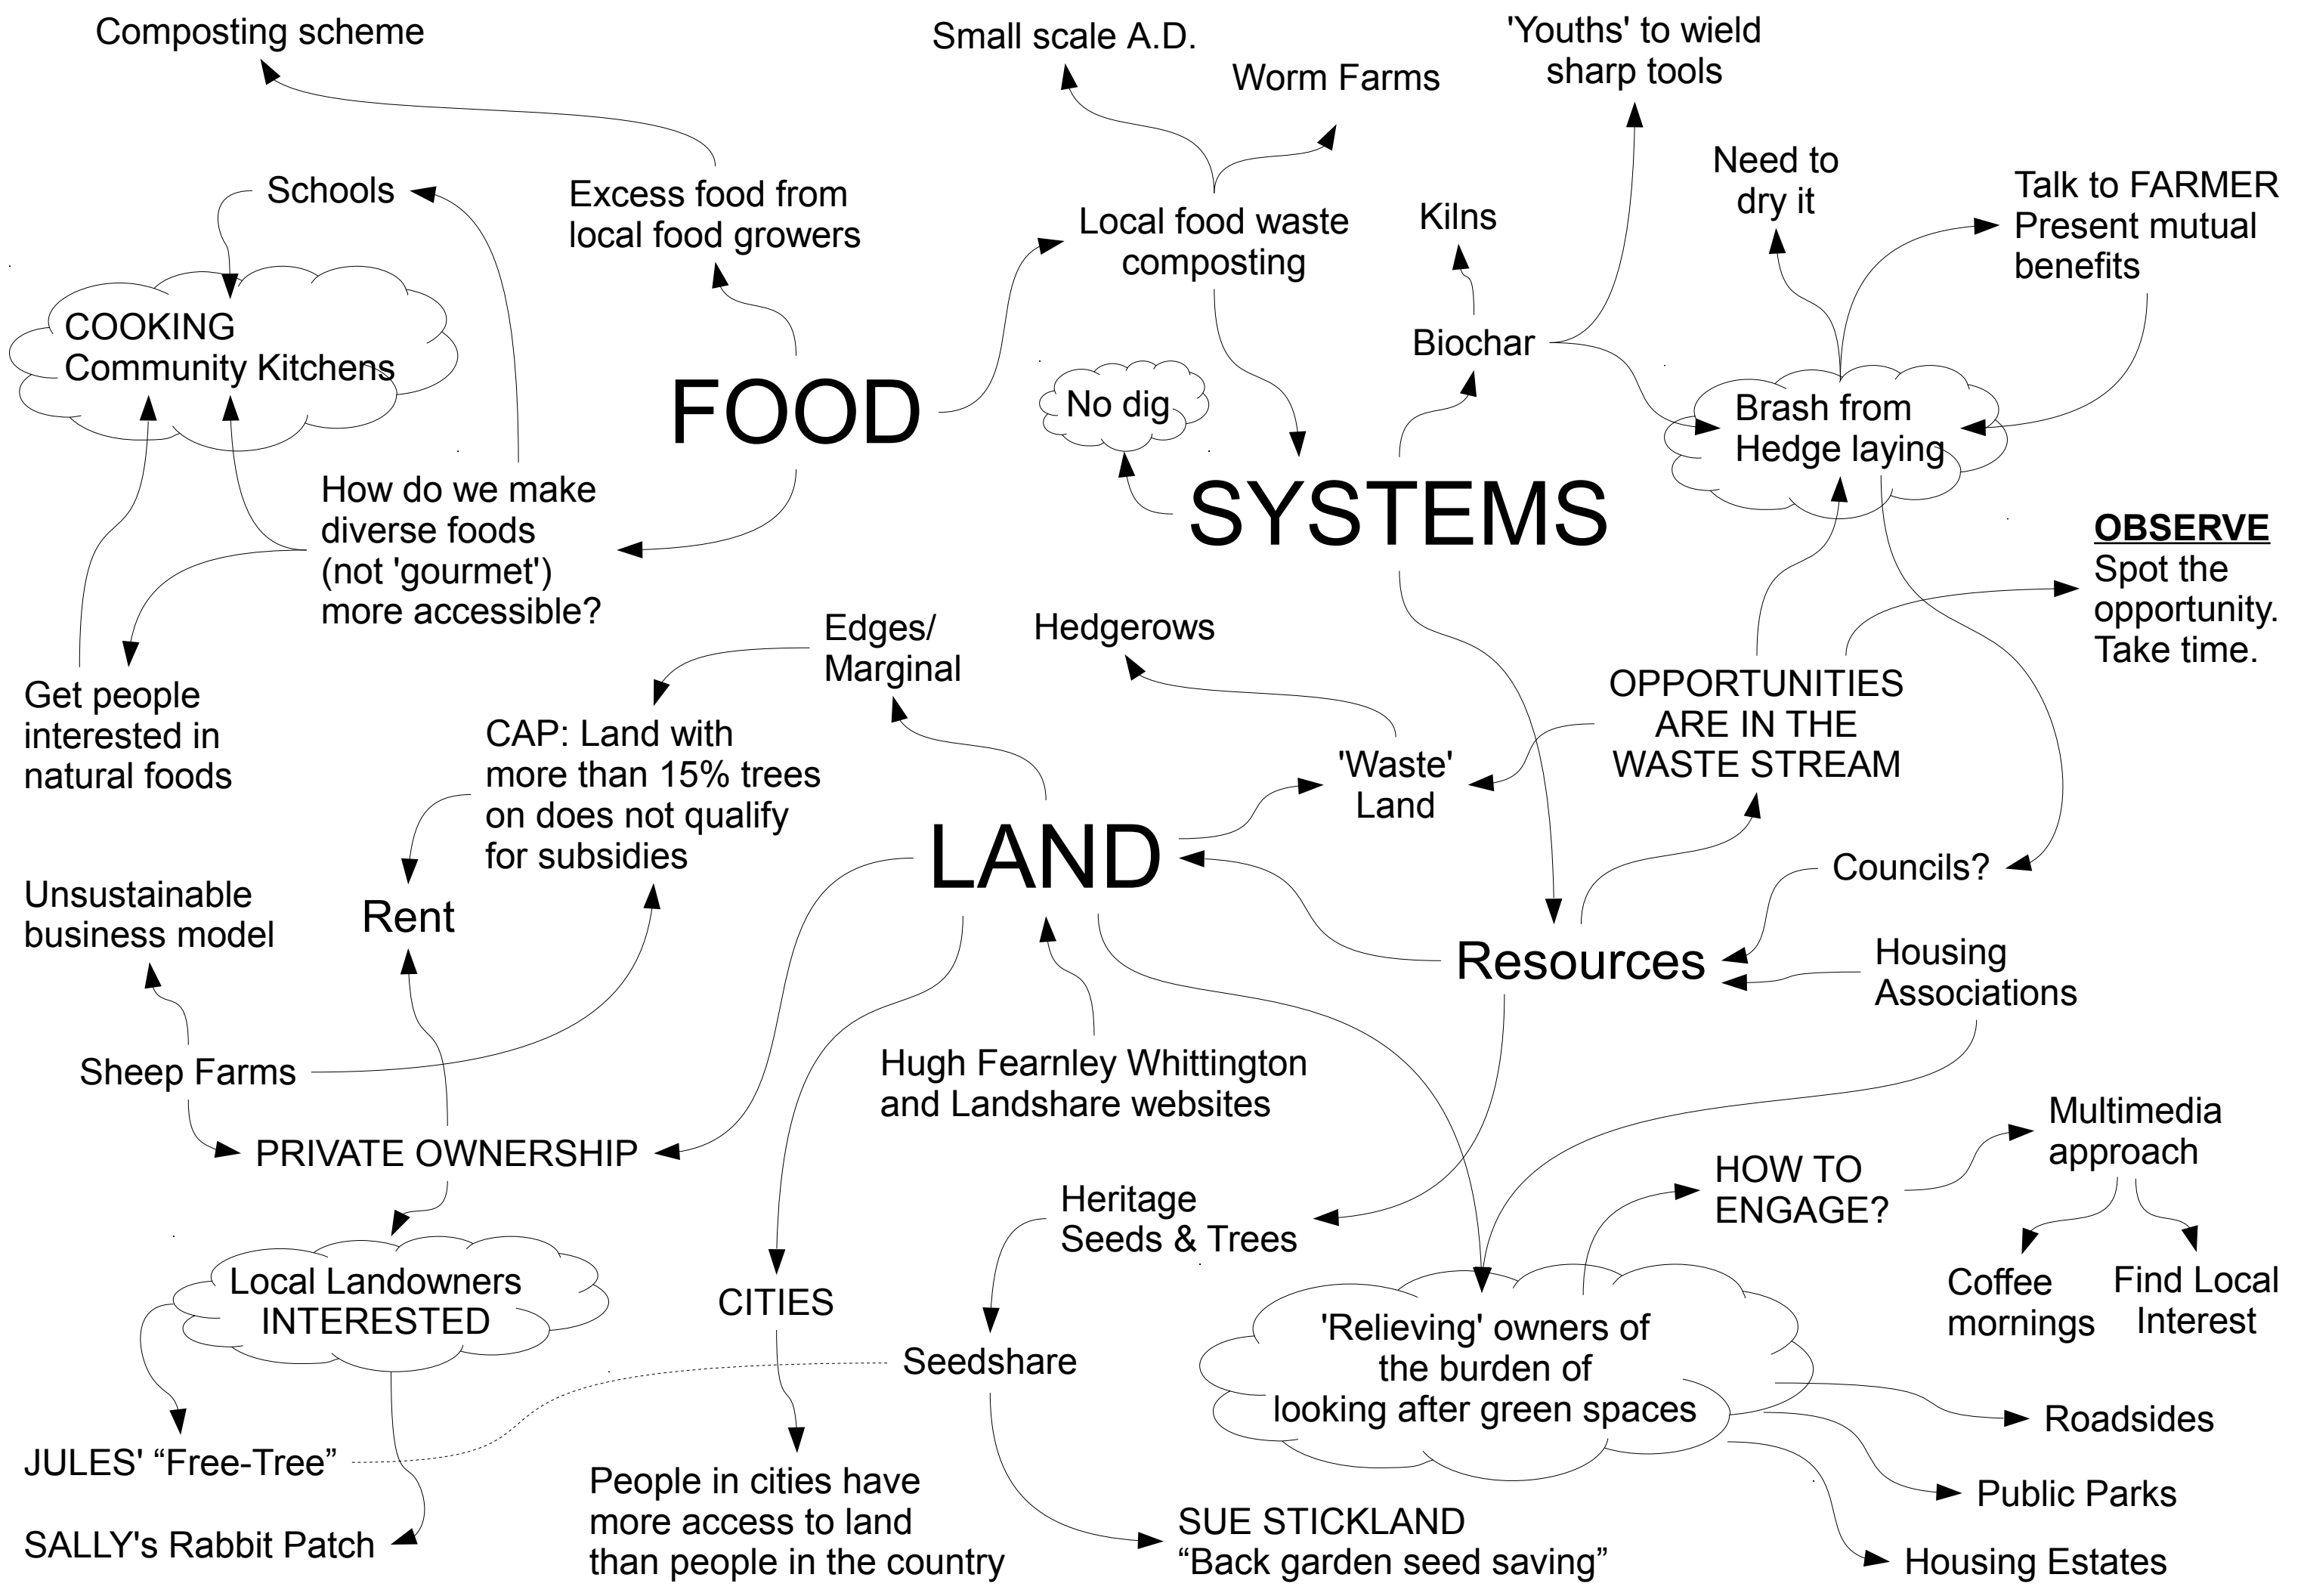 Composting scheme
Small scale A.D.
Worm Farms
'Youths' to wield
sharp tools
Need to
dry it
Talk to FARMER
Present mutual
benefits
Schools
Excess food from
local food growers
Local food waste
composting
Kilns
Biochar
COOKING
Community Kitchens
FOOD
No dig
Brash from
Hedge laying
SYSTEMS
How do we make
diverse foods
(not 'gourmet')
more accessible?
OBSERVE
Spot the
opportunity.
Take time.
Edges/
Marginal
Hedgerows
OPPORTUNITIES
ARE IN THE
WASTE STREAM
Get people
interested in
natural foods
CAP: Land with
more than 15% trees
on does not qualify
for subsidies
'Waste'
Land
LAND
Councils?
Unsustainable
business model
Rent
Resources
Housing
Associations
Sheep Farms
Hugh Fearnley Whittington
and Landshare websites
PRIVATE OWNERSHIP
Multimedia
approach
HOW TO
ENGAGE?
Heritage
Seeds & Trees
Local Landowners
INTERESTED
CITIES
Coffee
mornings
Find Local
Interest
'Relieving' owners of
the burden of
looking after green spaces
Seedshare
Roadsides
JULES' “Free-Tree”
People in cities have
more access to land
than people in the country
Public Parks
SUE STICKLAND
“Back garden seed saving”
SALLY's Rabbit Patch
Housing Estates